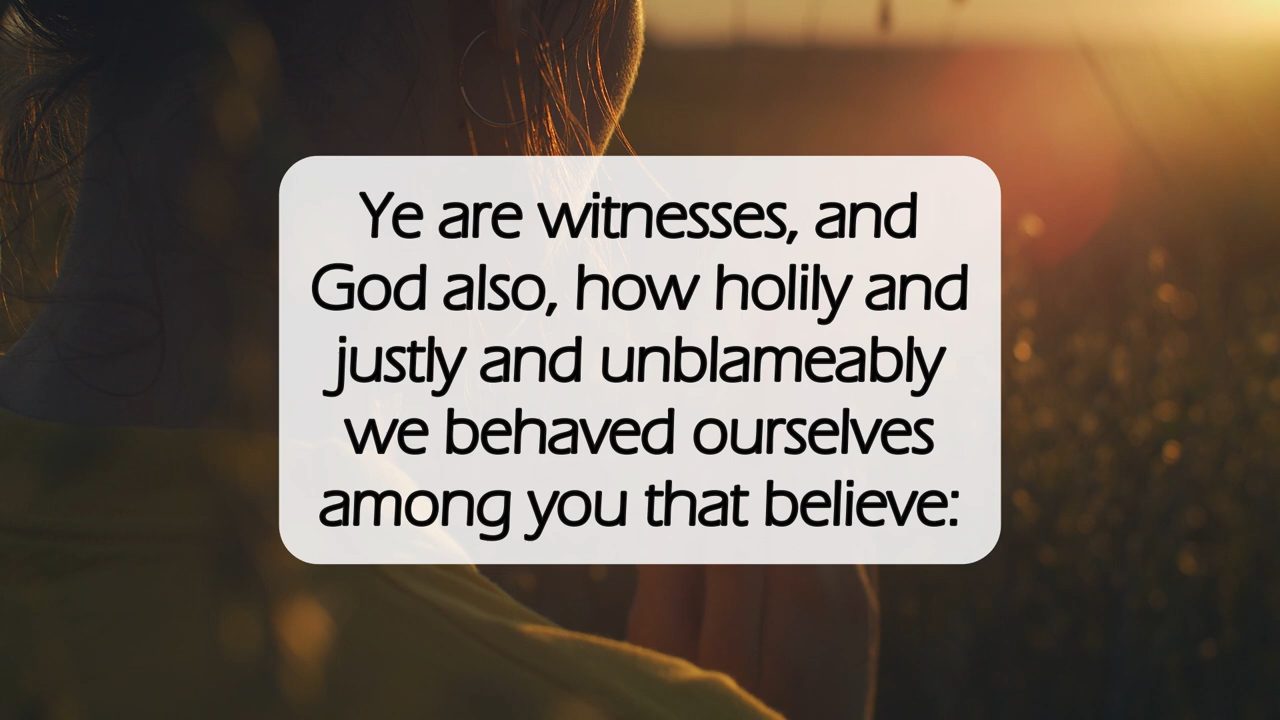 Ye are witnesses, and
God also, how holily and
justly and unblameably
we behaved ourselves
among you that believe: